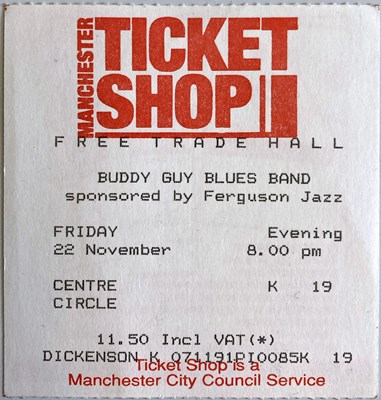 MANCHESTER
TICKET
SHOP
FREE TRADE HALL
BUDDY GUY BLUES BAND
sponsored by Ferguson Jazz
FRIDAY Evening
22 November 8.00 pm
CENTRE K 19
CIRCLE
11.50 Incl VAT(*)
DICKENSON K 071191PI0085K 19
Ticket Shop is a
Manchester City Council Service